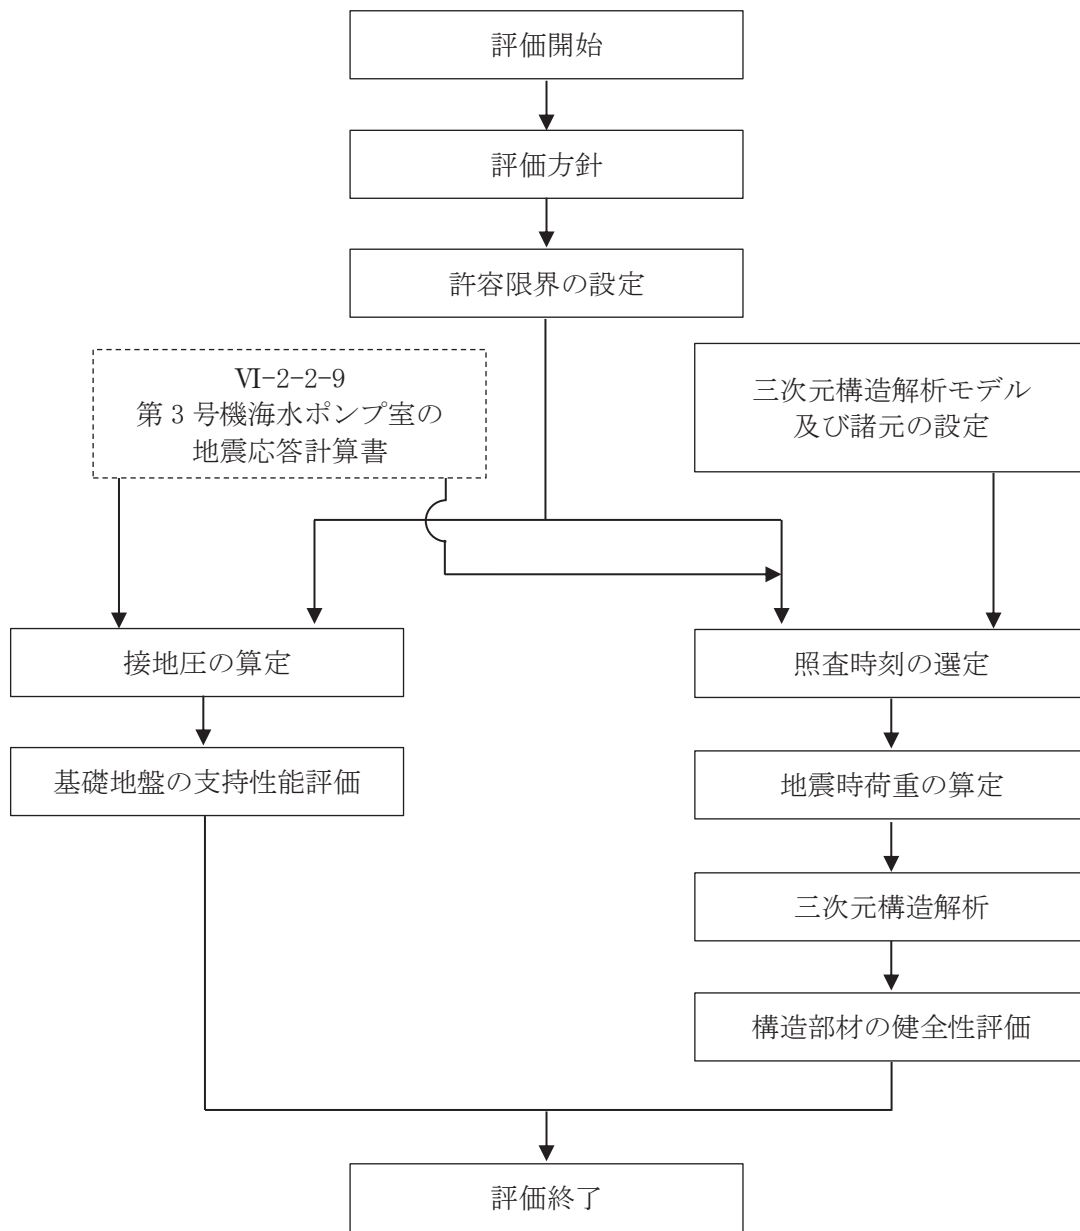 評価開始
評価方針
許容限界の設定
Ⅵ-2-2-9
第 3 号機海水ポンプ室の
地震応答計算書
三次元構造解析モデル
及び諸元の設定
接地圧の算定
照査時刻の選定
基礎地盤の支持性能評価
地震時荷重の算定
三次元構造解析
構造部材の健全性評価
評価終了